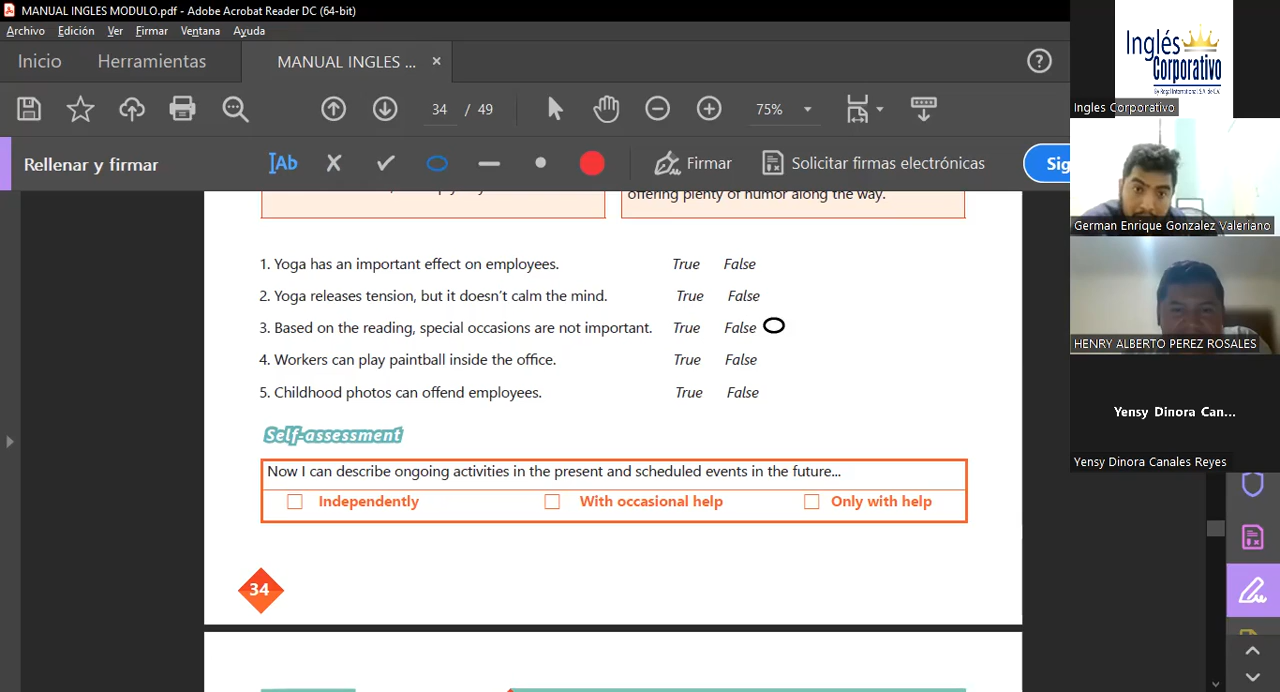 MANUAL INGLES MODULO.pdf - Adobe Acrobat Reader DC (64-bit)
Archivo Edición Ver Firmar Ventana Ayuda
Inicio Herramientas MANUAL INGLES ... ×
34 / 49 75%
Rellenar y firmar Ab Firmar Solicitar firmas electrónicas Sig
offering plenty of humor along the way.
1. Yoga has an important effect on employees. True False
2. Yoga releases tension, but it doesn't calm the mind. True False
3. Based on the reading, special occasions are not important. True False
4. Workers can play paintball inside the office. True False
5. Childhood photos can offend employees. True False
Self-assessment
Now I can describe ongoing activities in the present and scheduled events in the future...
Independently With occasional help Only with help
34
Inglés
Corporativo
Ingles Corporativo
German Enrique Gonzalez Valeriano
HENRY ALBERTO PEREZ ROSALES
Yensy Dinora Can...
Yensy Dinora Canales Reyes